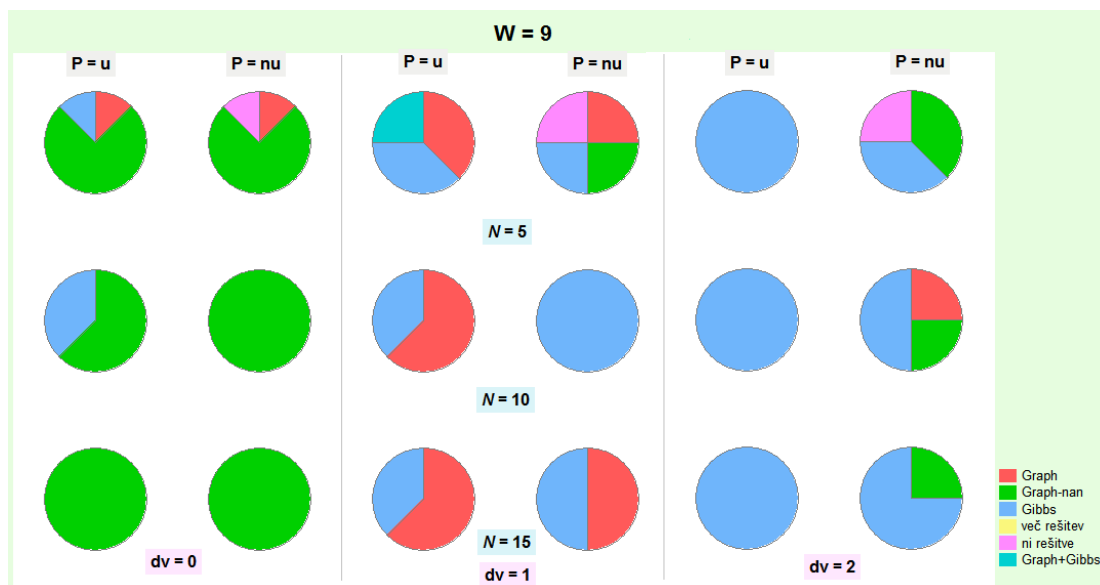 W = 9
P = u
P = nu
P = u
P = nu
P = u
P = nu
N = 5
N = 10
N = 15
dv = 0
dv = 1
dv = 2
Graph
Graph-nan
Gibbs
več rešitev
ni rešitve
Graph+Gibbs